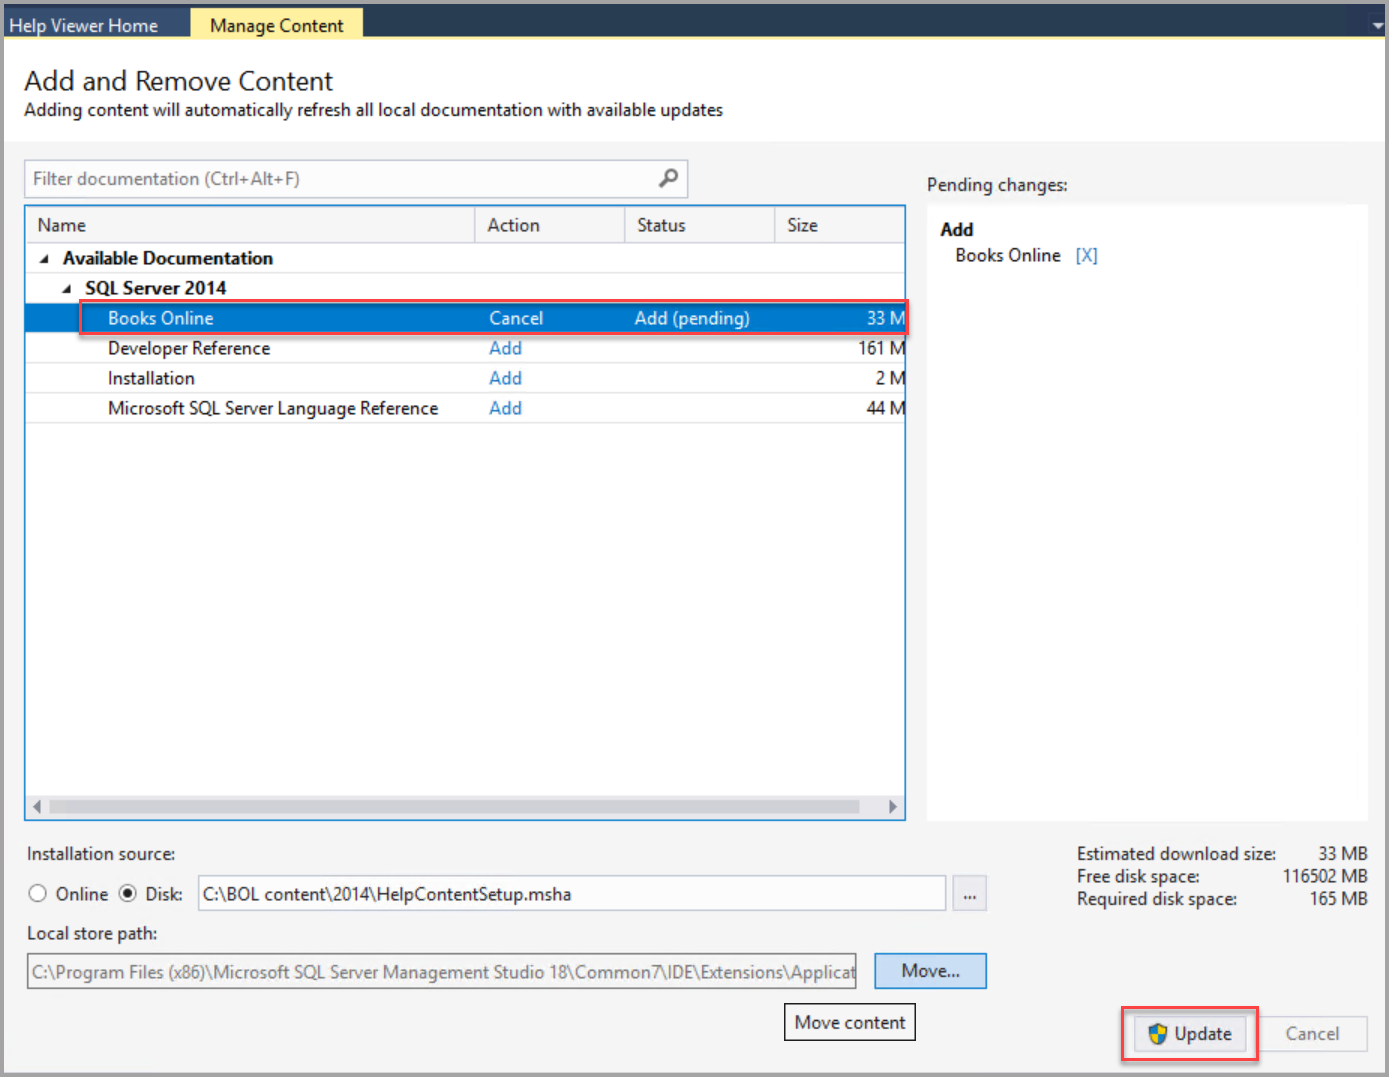 Help Viewer Home
Manage Content
Add and Remove Content
Adding content will automatically refresh all local documentation with available updates
Filter documentation (Ctrl+Alt+F)
Name Action Status Size
Available Documentation
SQL Server 2014
Books Online Cancel Add (pending) 33 M
Developer Reference Add 161 M
Installation Add 2 M
Microsoft SQL Server Language Reference Add 44 M
Pending changes:
Add
Books Online [X]
Installation source:
Online Disk: C:\BOL content\2014\HelpContentSetup.msha ...
Local store path:
C:\Program Files (x86)\Microsoft SQL Server Management Studio 18\Common7\IDE\Extensions\Applicat Move...
Move content
Estimated download size: 33 MB
Free disk space: 116502 MB
Required disk space: 165 MB
Update Cancel